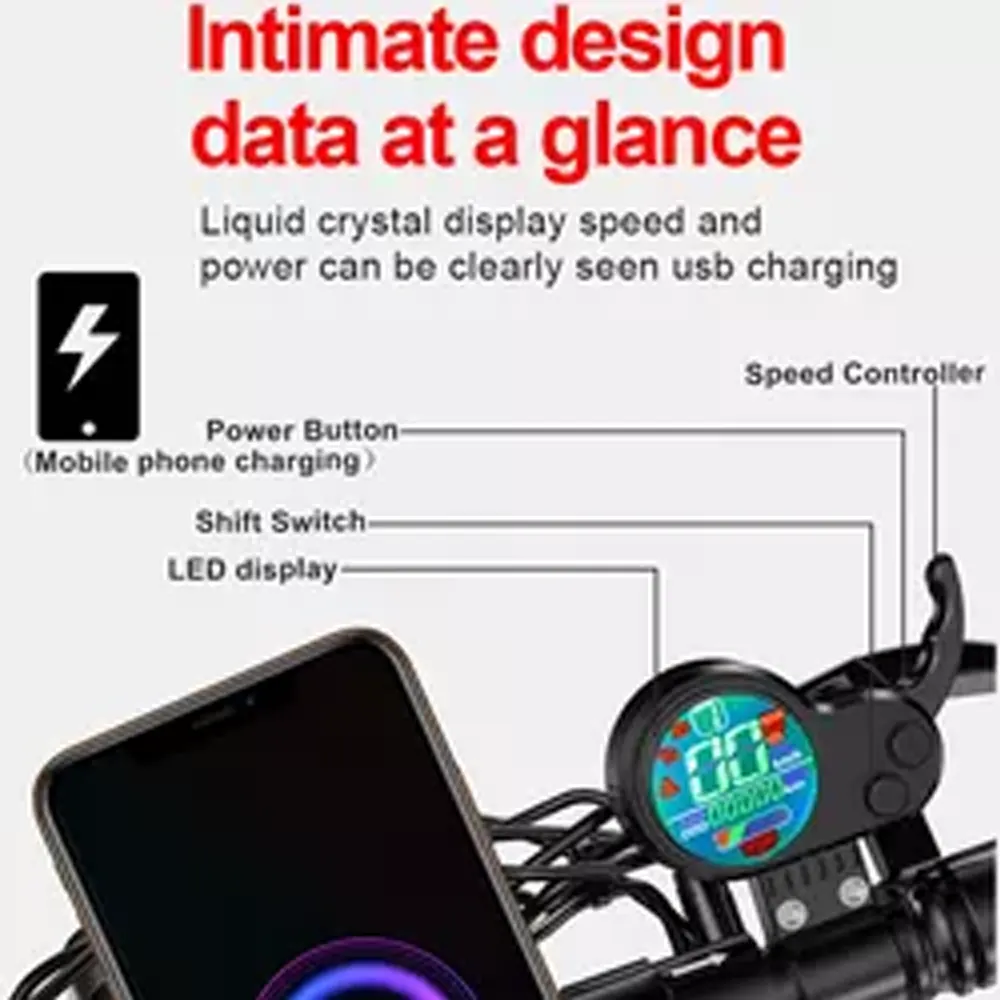 Intimate design
data at a glance
Liquid crystal display speed and
power can be clearly seen usb charging
Speed Controller
Power Button
（Mobile phone charging）
Shift Switch
LED display
00